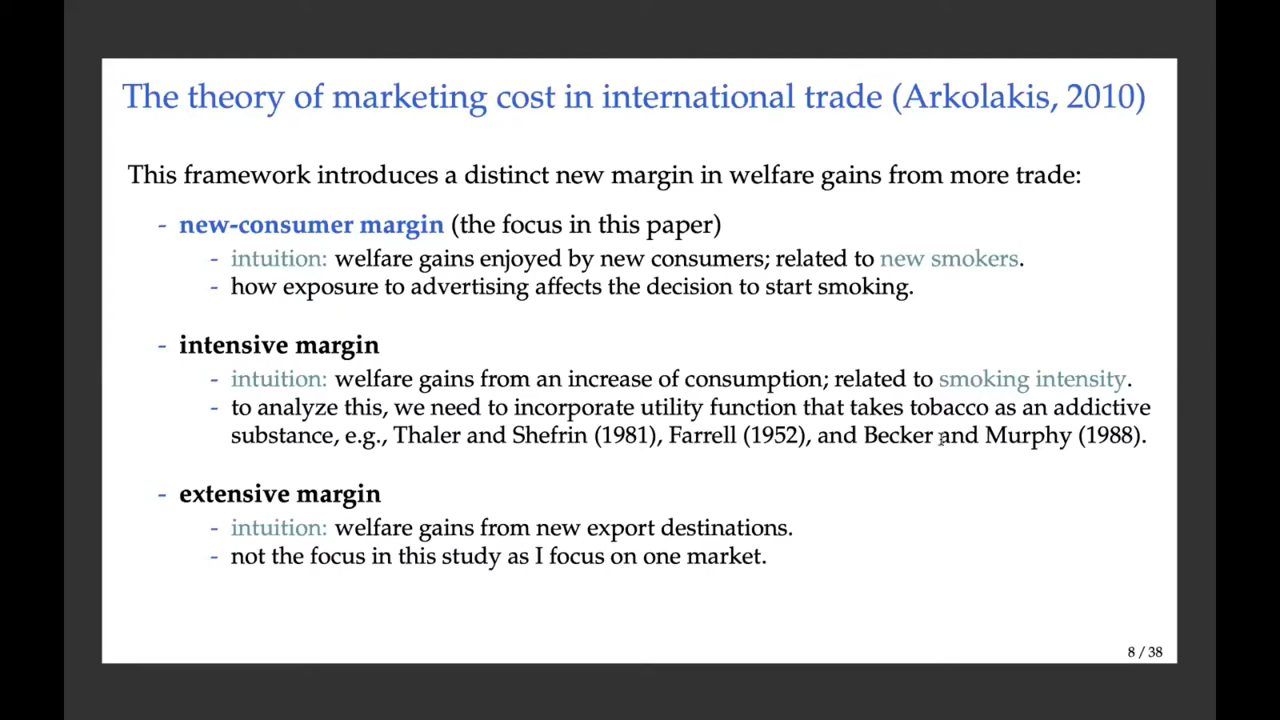 The theory of marketing cost in international trade (Arkolakis, 2010)
This framework introduces a distinct new margin in welfare gains from more trade:
- new-consumer margin (the focus in this paper)
- intuition: welfare gains enjoyed by new consumers; related to new smokers.
- how exposure to advertising affects the decision to start smoking.
- intensive margin
- intuition: welfare gains from an increase of consumption; related to smoking intensity.
- to analyze this, we need to incorporate utility function that takes tobacco as an addictive
substance, e.g., Thaler and Shefrin (1981), Farrell (1952), and Becker and Murphy (1988).
- extensive margin
- intuition: welfare gains from new export destinations.
- not the focus in this study as I focus on one market.
8 / 38